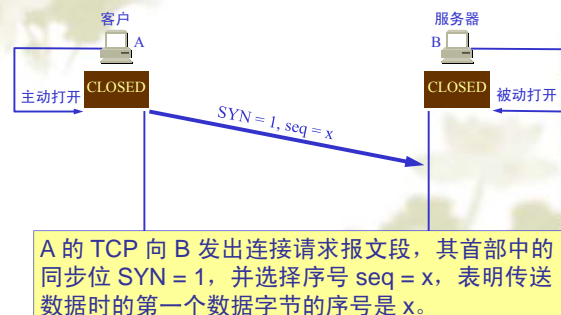 客户
服务器
A
B
主动打开
CLOSED
CLOSED
被动打开
SYN = 1, seq = x
A 的 TCP 向 B 发出连接请求报文段，其首部中的
同步位 SYN = 1，并选择序号 seq = x，表明传送
数据时的第一个数据字节的序号是 x。